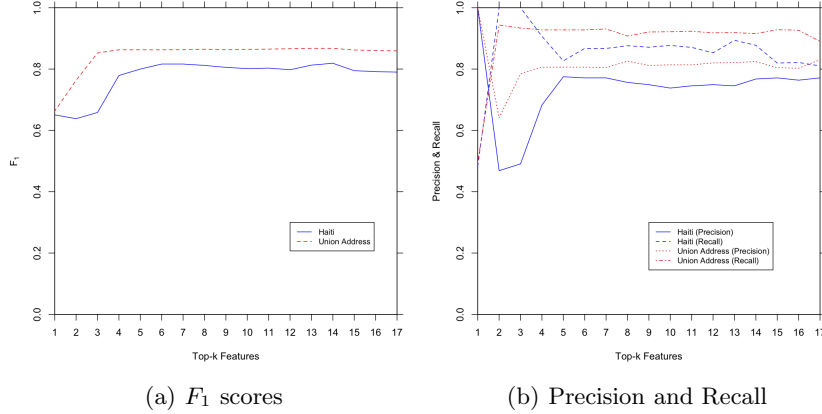 0.0 0.2 0.4 0.6 0.8 1.0
F1
1 2 3 4 5 6 7 8 9 10 11 12 13 14 15 16 17
Top-k Features
Haiti
Union Address
(a) F1 scores
0.0 0.2 0.4 0.6 0.8 1.0
Precision & Recall
1 2 3 4 5 6 7 8 9 10 11 12 13 14 15 16 17
Top-k Features
Haiti (Precision)
Haiti (Recall)
Union Address (Precision)
Union Address (Recall)
(b) Precision and Recall